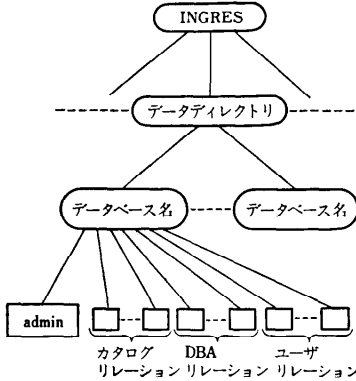 INGRES
データディレクトリ
データベース名
データベース名
admin
カタログ
リレーション
DBA
リレーション
ユーザ
リレーション